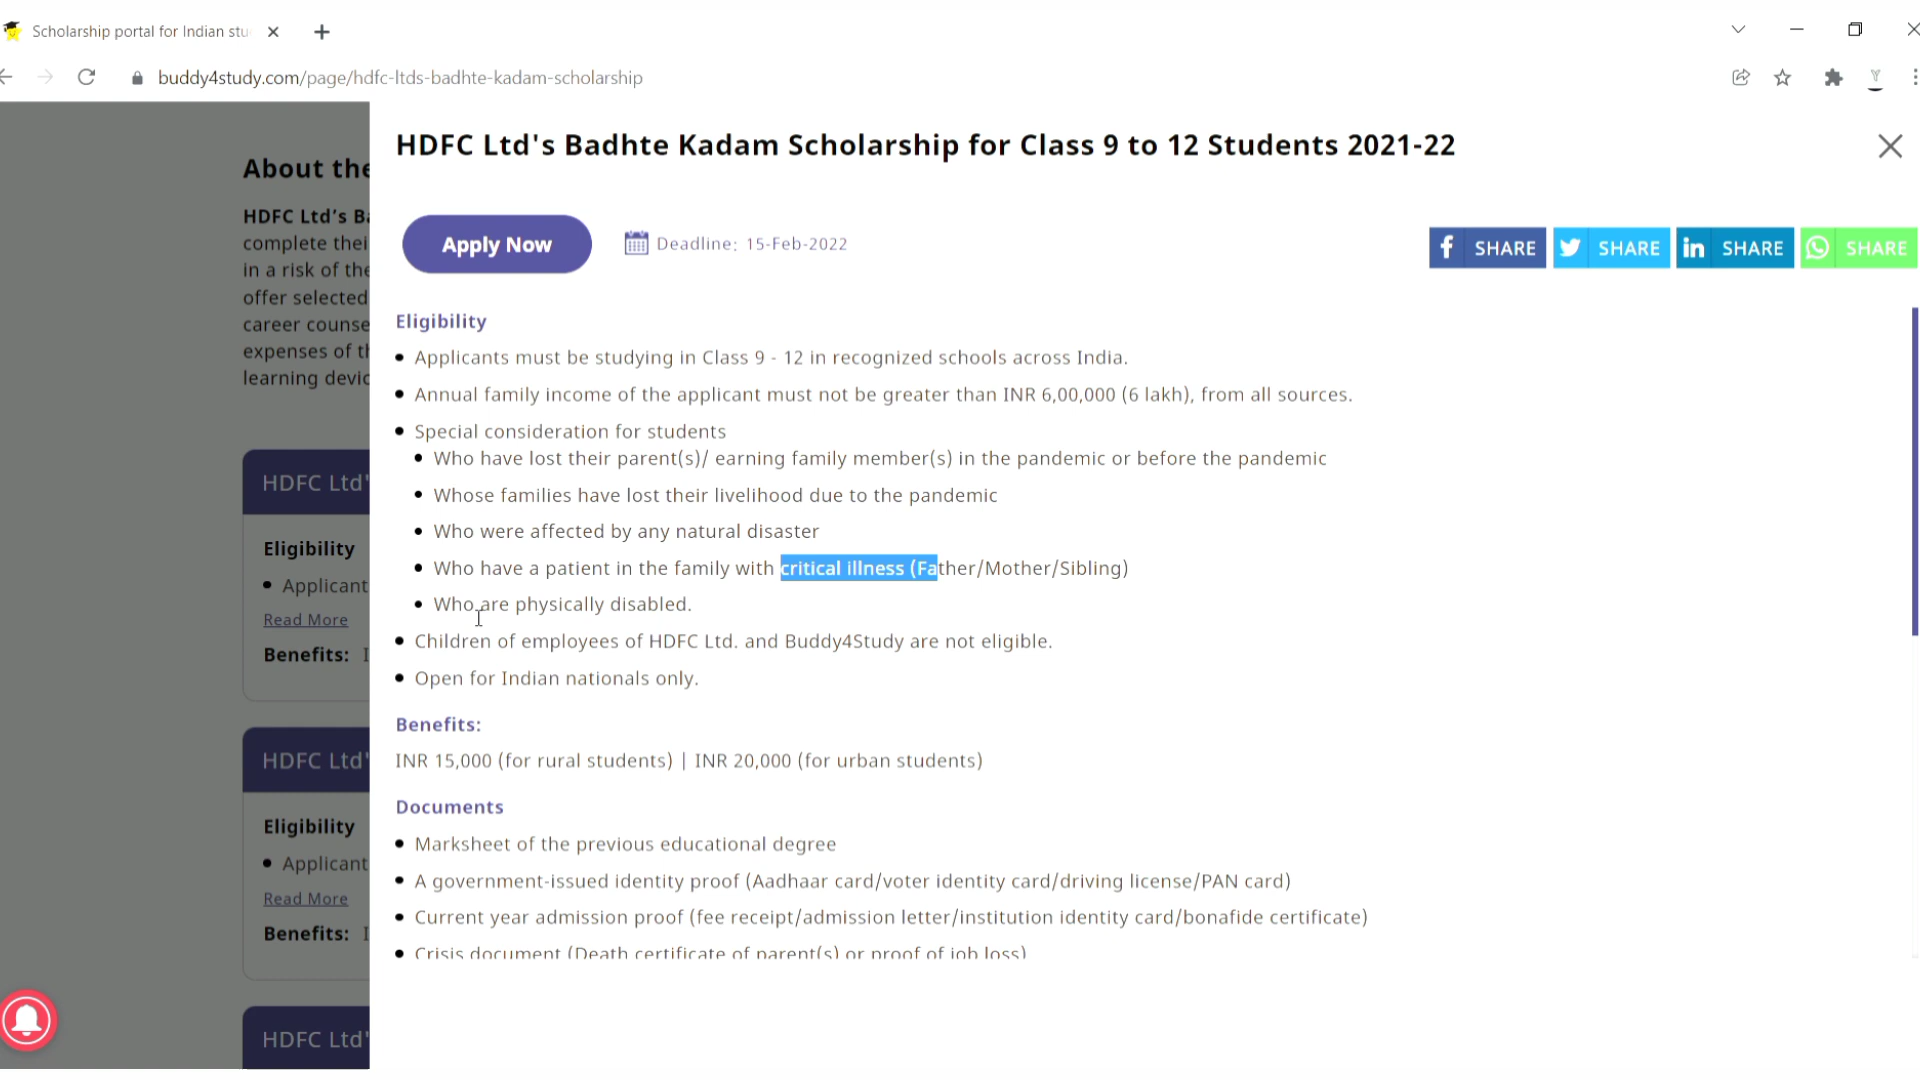 Scholarship portal for Indian stu
buddy4study.com/page/hdfc-ltds-badhte-kadam-scholarship
About the
HDFC Ltd's Ba
complete thei
in a risk of the
offer selected
career counse
expenses of th
learning devic
HDFC Ltd'
Eligibility
Applicant
Read More
Benefits: I
HDFC Ltd'
Eligibility
Applicant
Read More
Benefits: I
HDFC Ltd'
HDFC Ltd's Badhte Kadam Scholarship for Class 9 to 12 Students 2021-22
Apply Now
Deadline: 15-Feb-2022
SHARE SHARE SHARE SHARE
Eligibility
Applicants must be studying in Class 9 - 12 in recognized schools across India.
Annual family income of the applicant must not be greater than INR 6,00,000 (6 lakh), from all sources.
Special consideration for students
Who have lost their parent(s)/ earning family member(s) in the pandemic or before the pandemic
Whose families have lost their livelihood due to the pandemic
Who were affected by any natural disaster
Who have a patient in the family with critical illness (Father/Mother/Sibling)
Who are physically disabled.
Children of employees of HDFC Ltd. and Buddy4Study are not eligible.
Open for Indian nationals only.
Benefits:
INR 15,000 (for rural students) | INR 20,000 (for urban students)
Documents
Marksheet of the previous educational degree
A government-issued identity proof (Aadhaar card/voter identity card/driving license/PAN card)
Current year admission proof (fee receipt/admission letter/institution identity card/bonafide certificate)
Crisis document (Death certificate of parent(s) or proof of job loss)